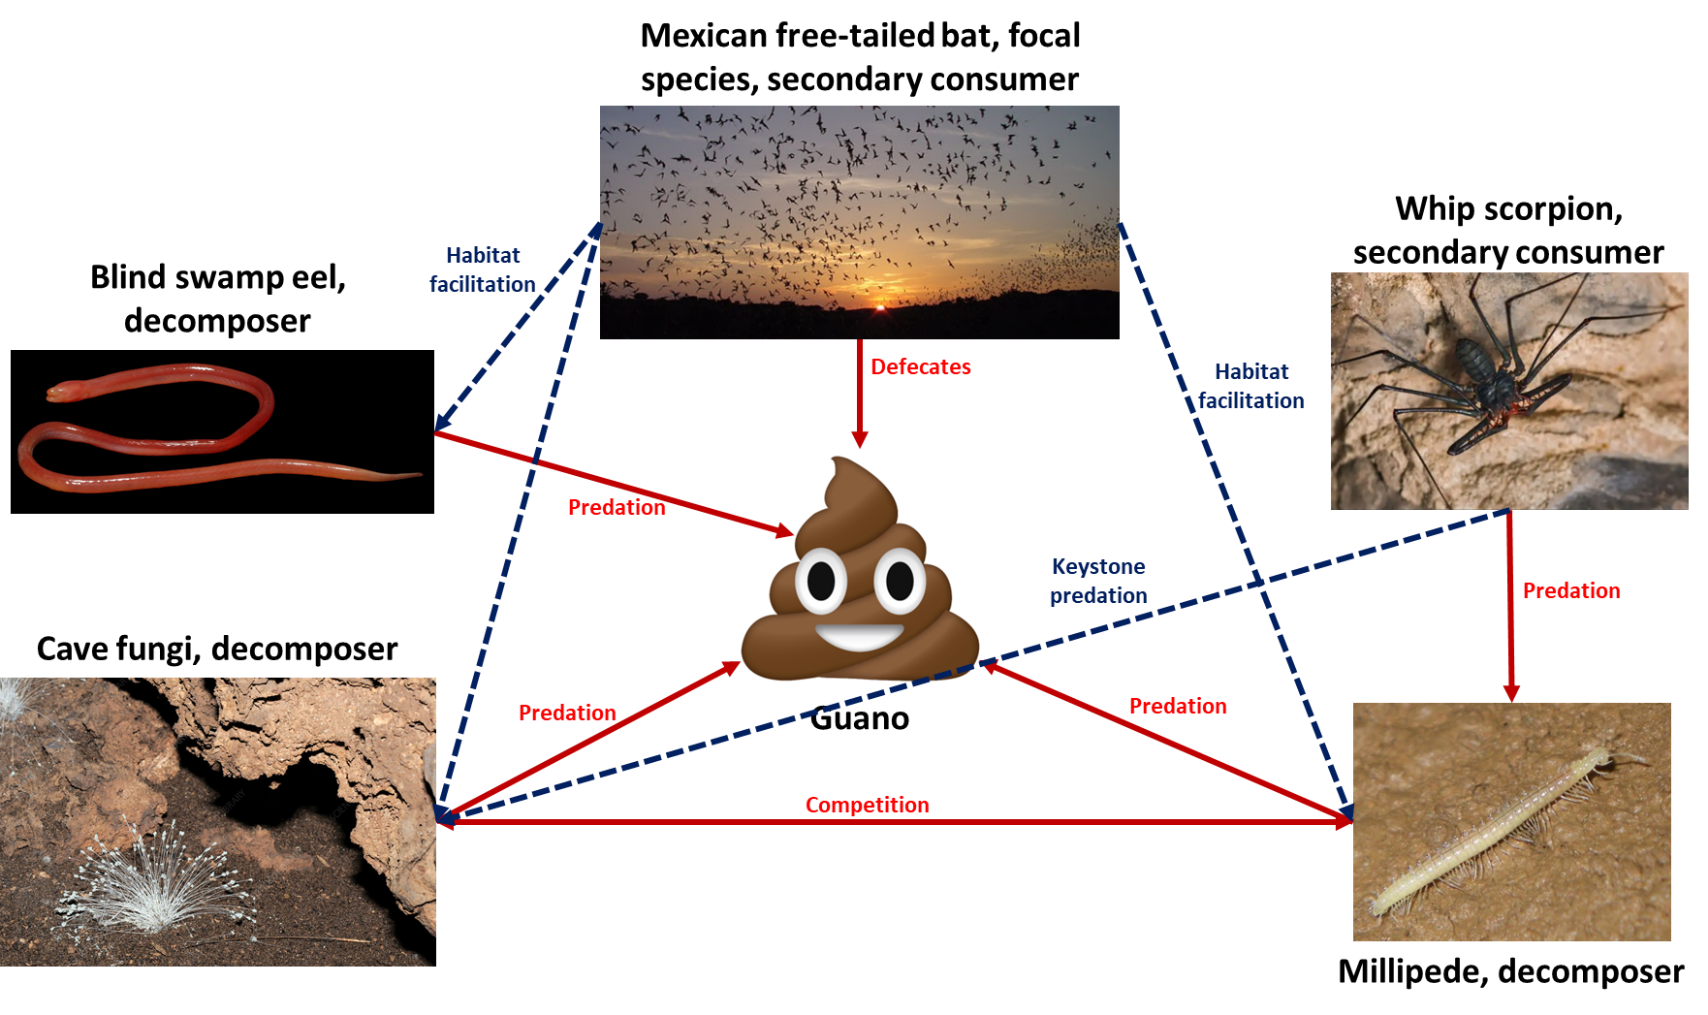 Mexican free-tailed bat, focal
species, secondary consumer
Whip scorpion,
secondary consumer
Habitat
facilitation
Blind swamp eel,
decomposer
Defecates
Habitat
facilitation
Predation
Keystone
predation
Predation
Cave fungi, decomposer
Predation
Predation
Guano
Competition
Millipede, decomposer